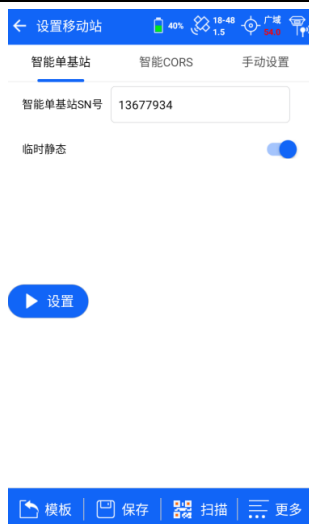 设置移动站
40%
18-48
1.5
广域
智能单基站
智能CORS
手动设置
智能单基站SN号
13677934
临时静态
设置
模板
保存
扫描
更多